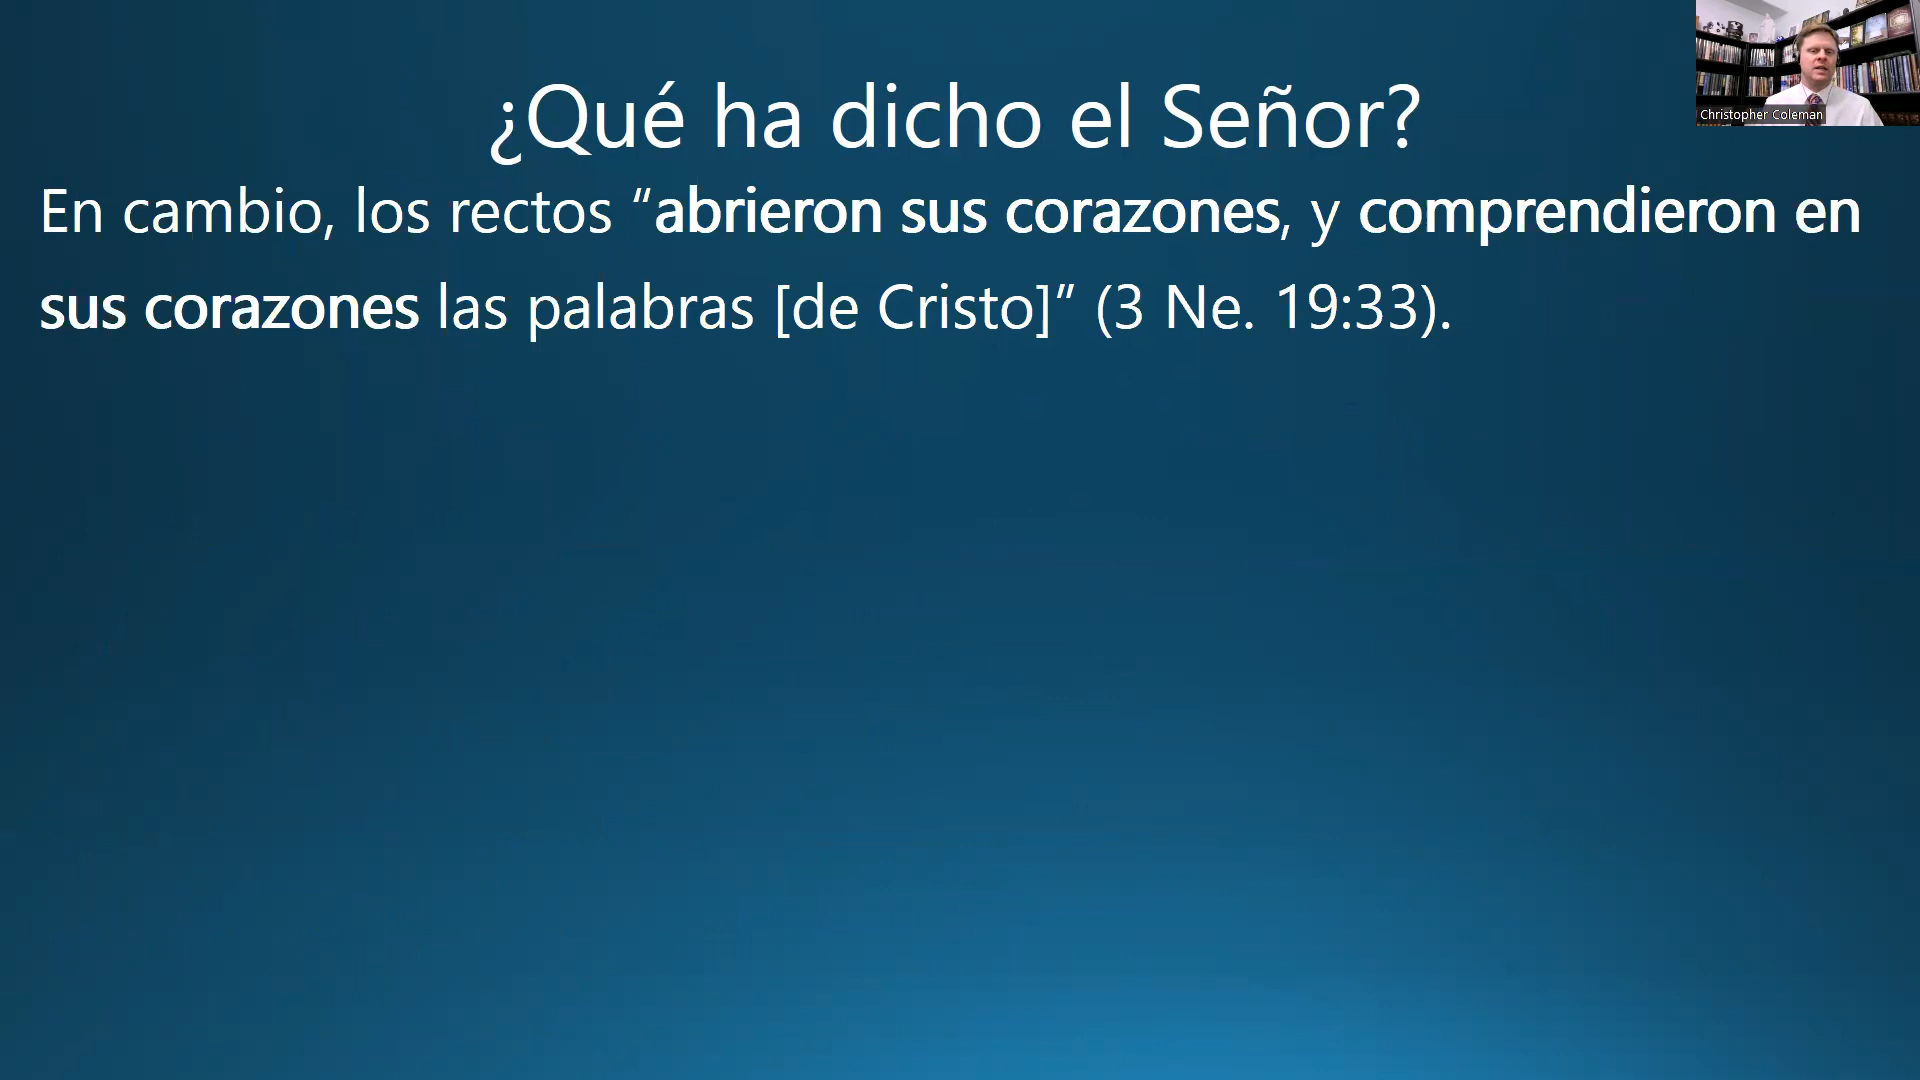 ¿Qué ha dicho el Señor?
Christopher Coleman
En cambio, los rectos “abrieron sus corazones, y comprendieron en
sus corazones las palabras [de Cristo]” (3 Ne. 19:33).